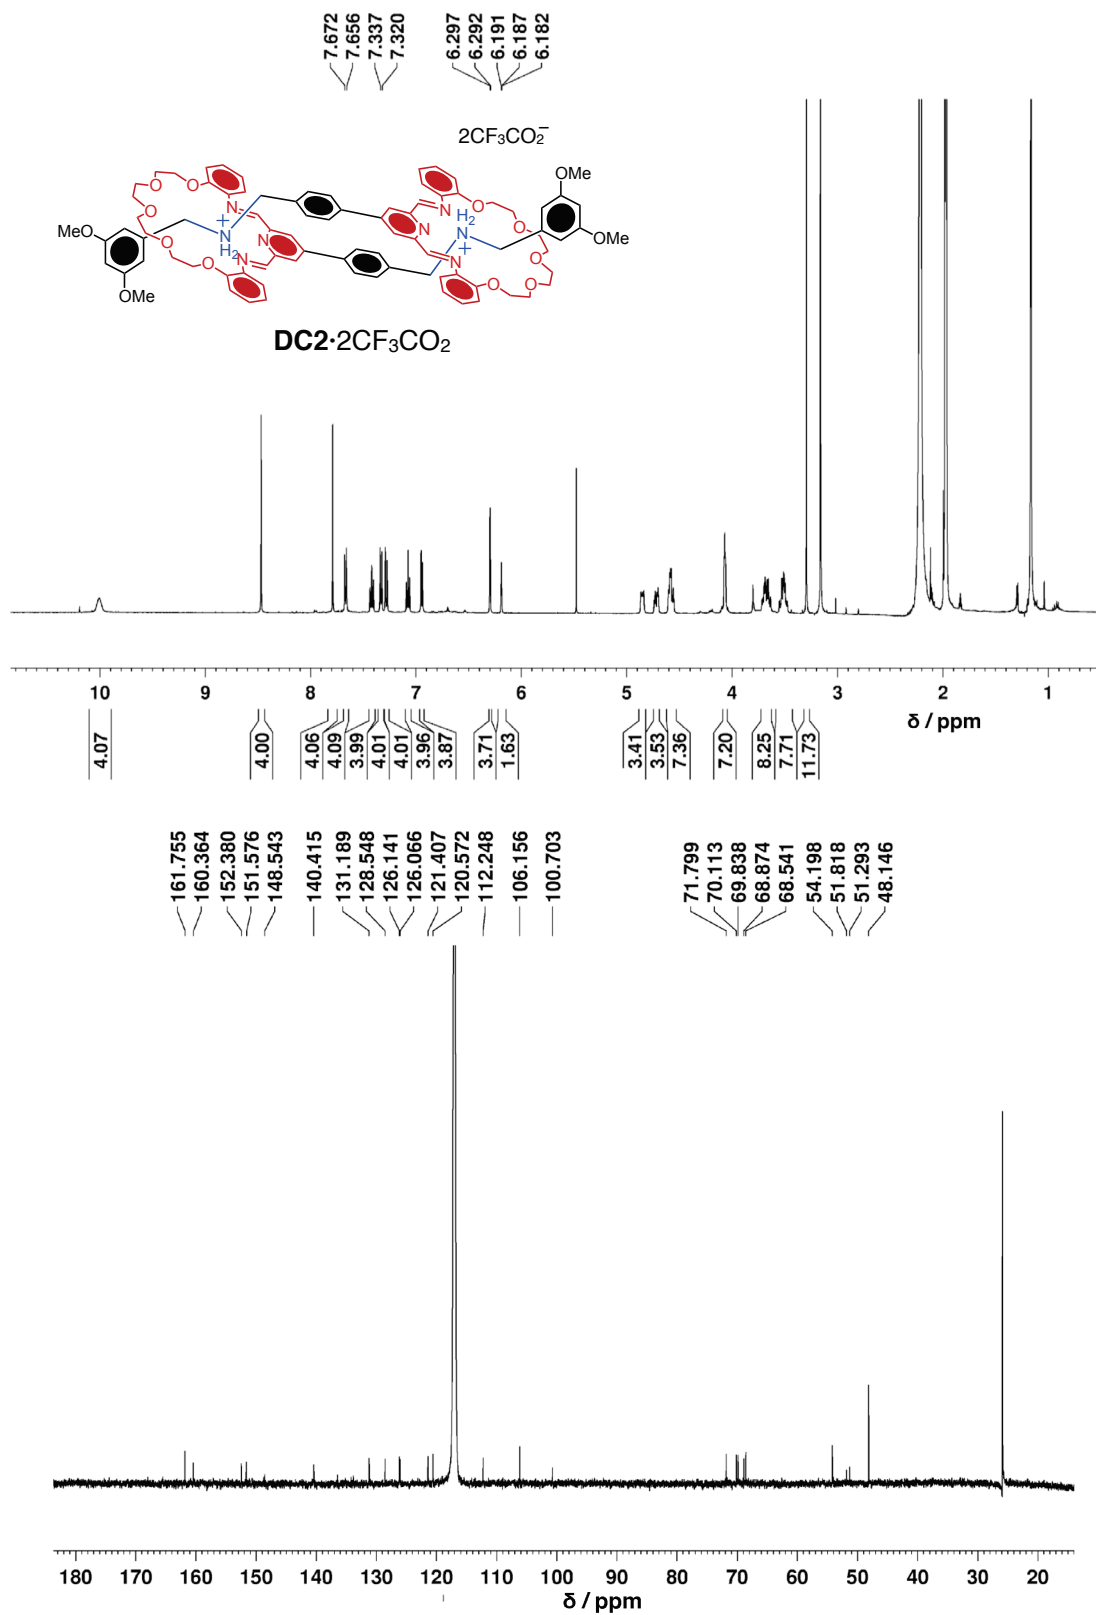 7.672
7.656
7.337
7.320
6.297
6.292
6.191
6.187
6.182
2CF₃CO₂⁻
O
O
O
O
O
N
N
N
N
H₂
+
MeO
OMe
OMe
OMe
N
N
N
H₂
N
+
O
O
O
O
O
DC2•2CF₃CO₂
10 9 8 7 6 5 4 3 2 1
δ / ppm
4.07
4.00
4.06
4.09
3.99
4.01
4.01
3.96
3.87
3.71
1.63
3.41
3.53
7.36
7.20
8.25
7.71
11.73
161.755
160.364
152.380
151.576
148.543
140.415
131.189
128.548
126.141
126.066
121.407
120.572
112.248
106.156
100.703
71.799
70.113
69.838
68.874
68.541
54.198
51.818
51.293
48.146
180 170 160 150 140 130 120 110 100 90 80 70 60 50 40 30 20
δ / ppm